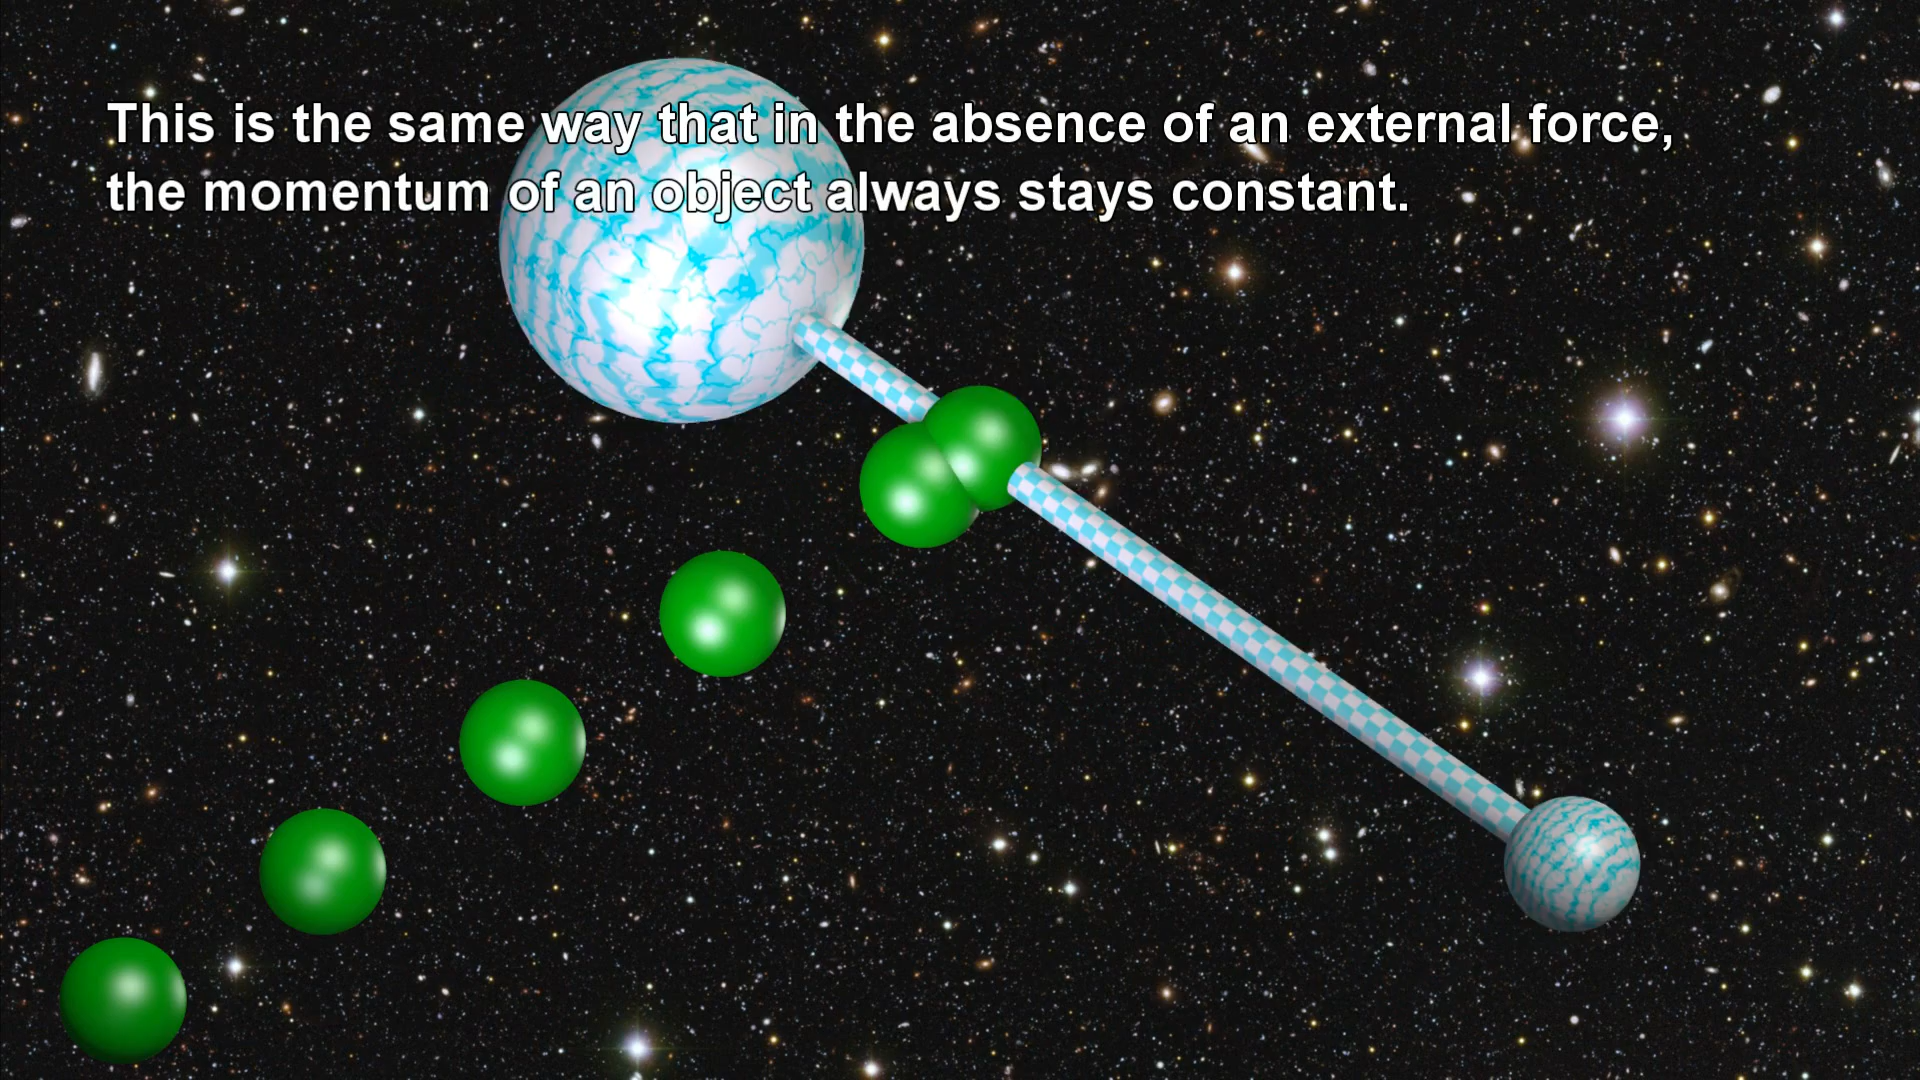 This is the same way that in the absence of an external force,
the momentum of an object always stays constant.